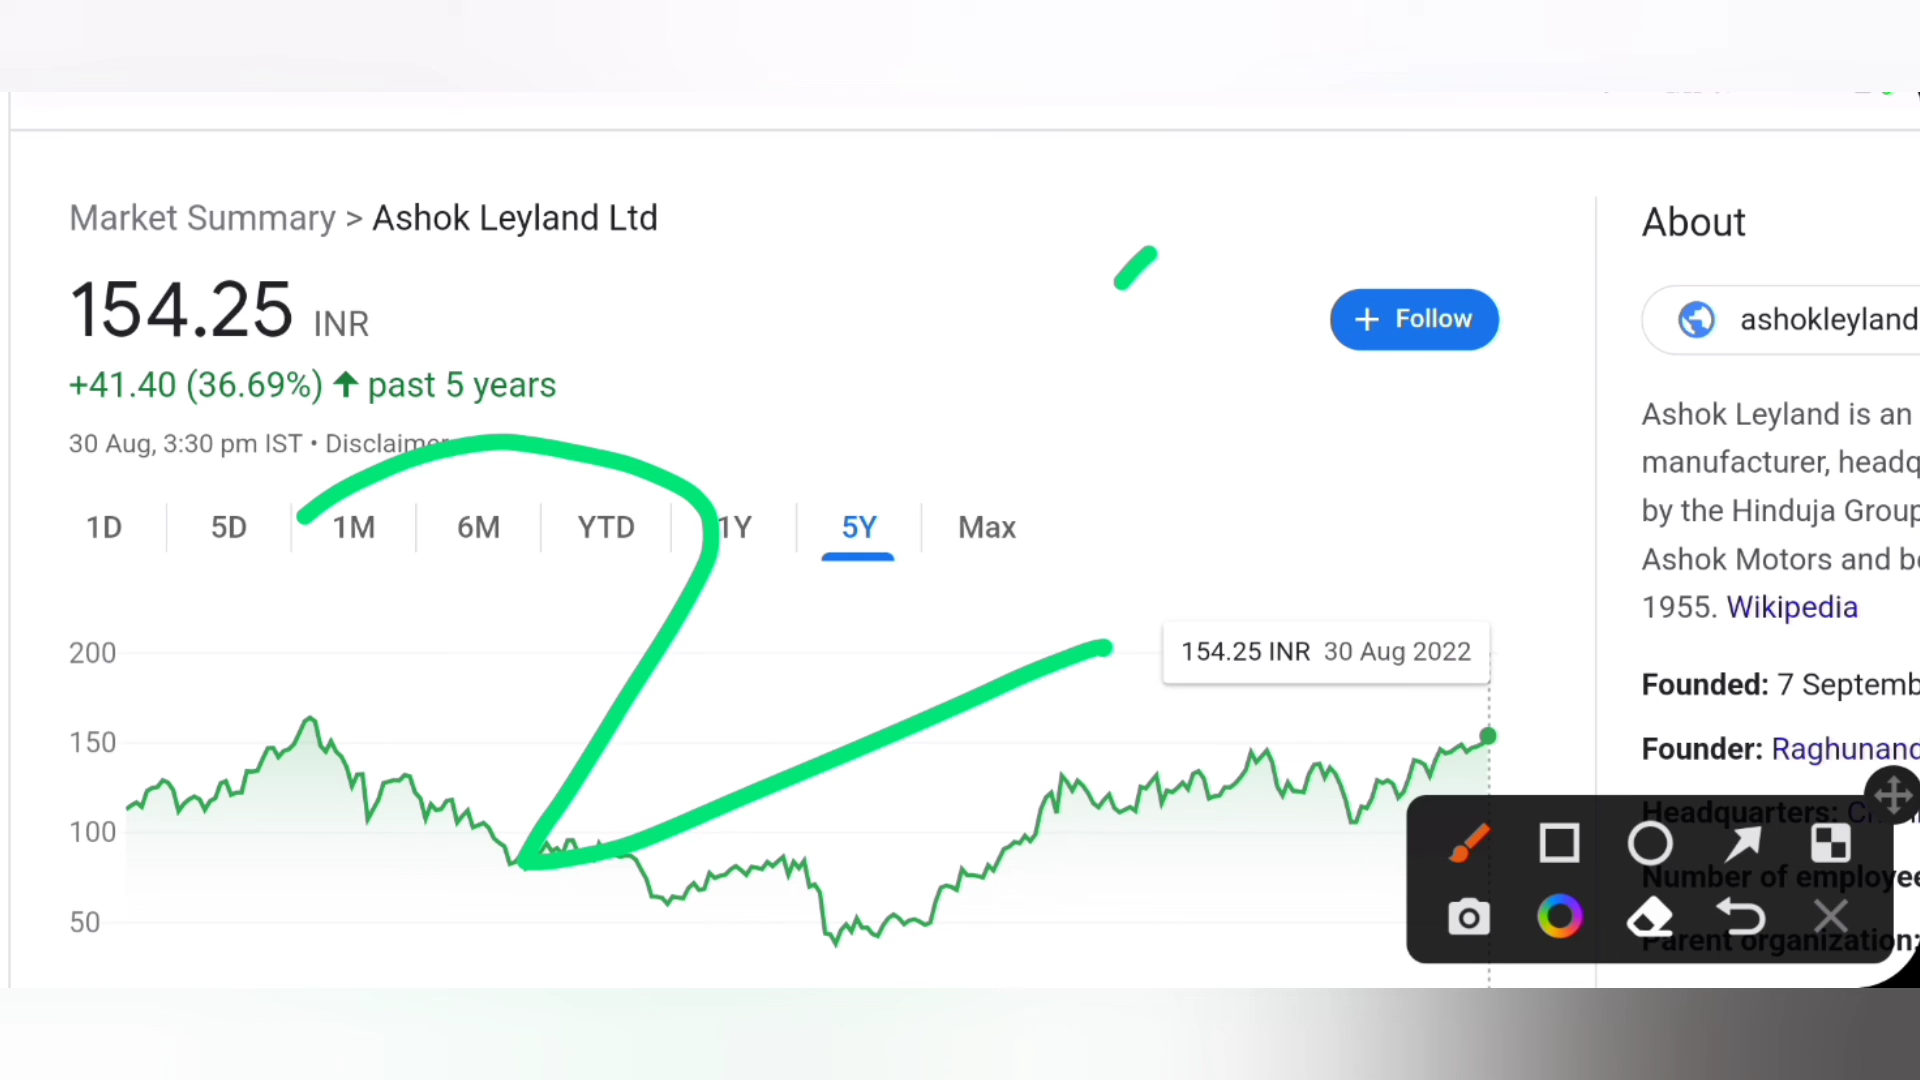 Market Summary > Ashok Leyland Ltd
154.25 INR
+41.40 (36.69%) ↑ past 5 years
30 Aug, 3:30 pm IST • Disclaimer
1D 5D 1M 6M YTD 1Y 5Y Max
+ Follow
154.25 INR 30 Aug 2022
200
150
100
50
About
ashokleyland
Ashok Leyland is an
manufacturer, headq
by the Hinduja Group
Ashok Motors and be
1955. Wikipedia
Founded: 7 Septemb
Founder: Raghunand
Headquarters:
Number of employee
Parent organization: